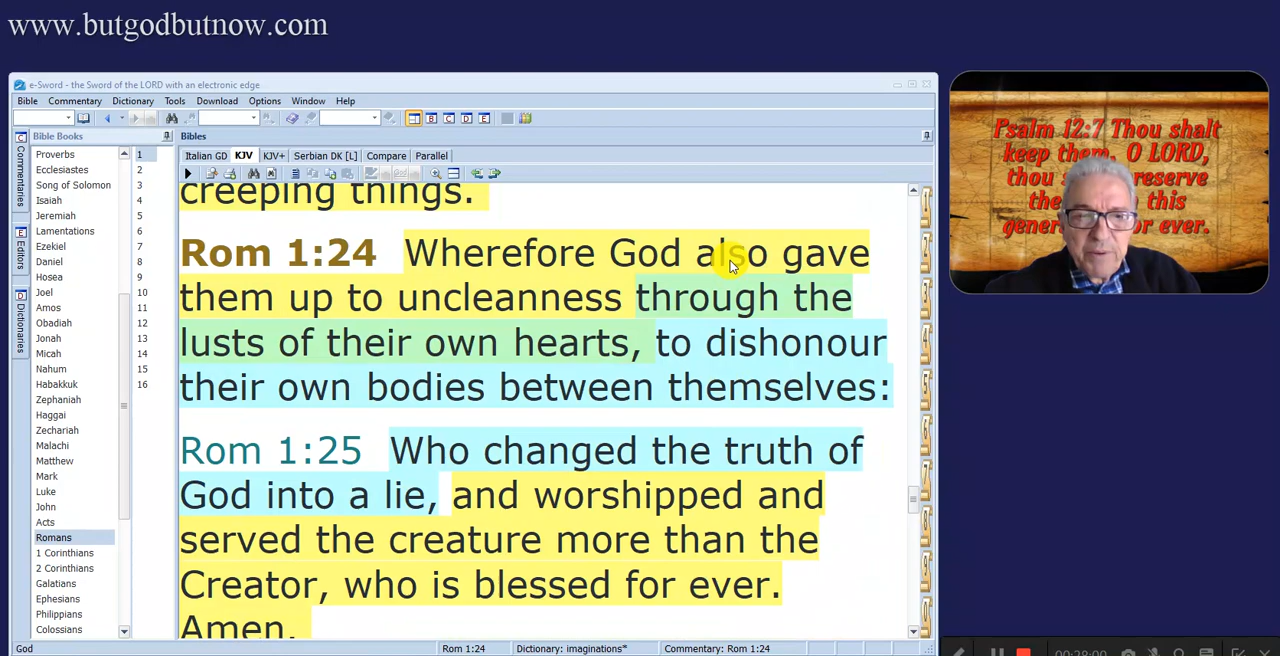 www.butgodbutnow.com
e-Sword - the Sword of the LORD with an electronic edge
Bible Commentary Dictionary Tools Download Options Window Help
B C D E
Bible Books
Bibles
Italian GD KJV KJV+ Serbian DK [L] Compare Parallel
Commentaries
Editors
Dictionaries
Proverbs
Ecclesiastes
Song of Solomon
Isaiah
Jeremiah
Lamentations
Ezekiel
Daniel
Hosea
Joel
Amos
Obadiah
Jonah
Micah
Nahum
Habakkuk
Zephaniah
Haggai
Zechariah
Malachi
Matthew
Mark
Luke
John
Acts
Romans
1 Corinthians
2 Corinthians
Galatians
Ephesians
Philippians
Colossians
1
2
3
4
5
6
7
8
9
10
11
12
13
14
15
16
creeping things.
Rom 1:24 Wherefore God also gave
them up to uncleanness through the
lusts of their own hearts, to dishonour
their own bodies between themselves:
Rom 1:25 Who changed the truth of
God into a lie, and worshipped and
served the creature more than the
Creator, who is blessed for ever.
Amen.
God
Rom 1:24
Dictionary: imaginations*
Commentary: Rom 1:24
Psalm 12:7 Thou shalt
keep them, O LORD,
thou
this
ever.
00:28:00